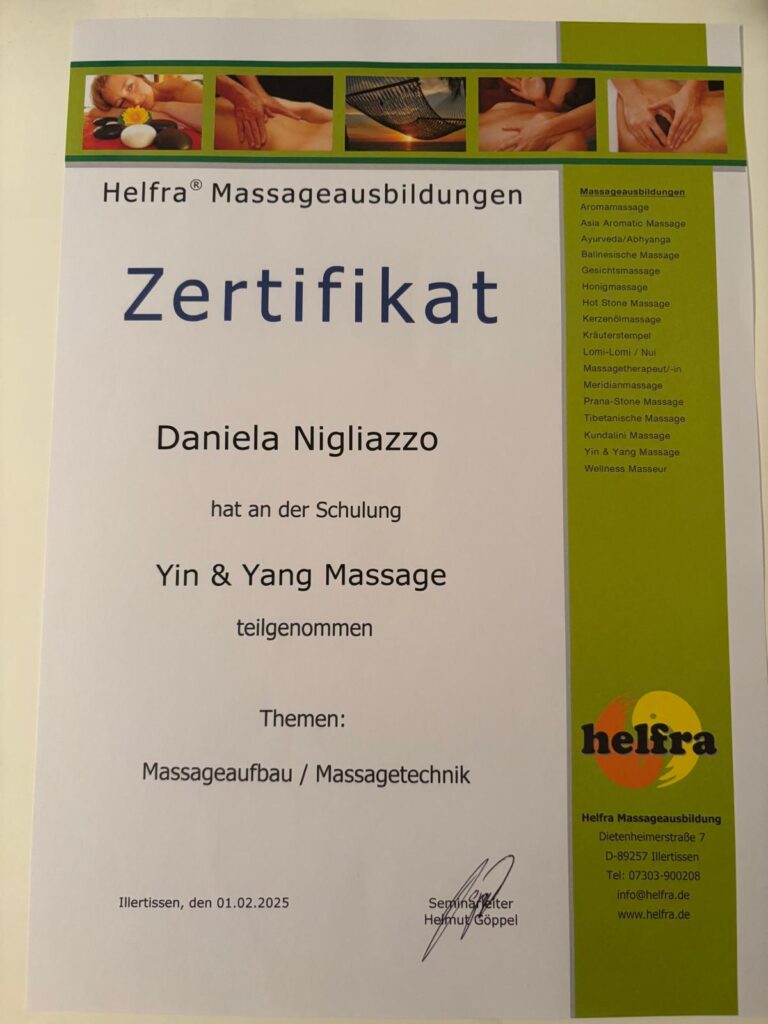 Helfra® Massageausbildungen
Zertifikat
Daniela Nigliazzo
hat an der Schulung
Yin & Yang Massage
teilgenommen
Themen:
Massageaufbau / Massagetechnik
Illertissen, den 01.02.2025
Seminarleiter
Helmut Göppel
Massageausbildungen
Aromamassage
Asia Aromatic Massage
Ayurveda/Abhyanga
Balinesische Massage
Gesichtsmassage
Honigmassage
Hot Stone Massage
Kerzenölmassage
Kräuterstempel
Lomi-Lomi / Nui
Massagetherapeut/-in
Meridianmassage
Prana-Stone Massage
Tibetanische Massage
Kundalini Massage
Yin & Yang Massage
Wellness Masseur
helfra
Helfra Massageausbildung
Dietenheimerstraße 7
D-89257 Illertissen
Tel: 07303-900208
info@helfra.de
www.helfra.de